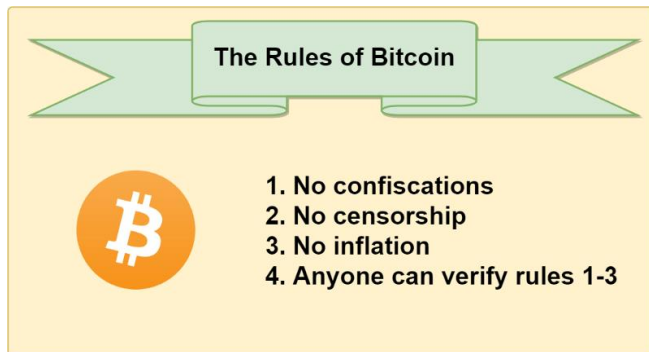 The Rules of Bitcoin
1. No confiscations
2. No censorship
3. No inflation
4. Anyone can verify rules 1-3